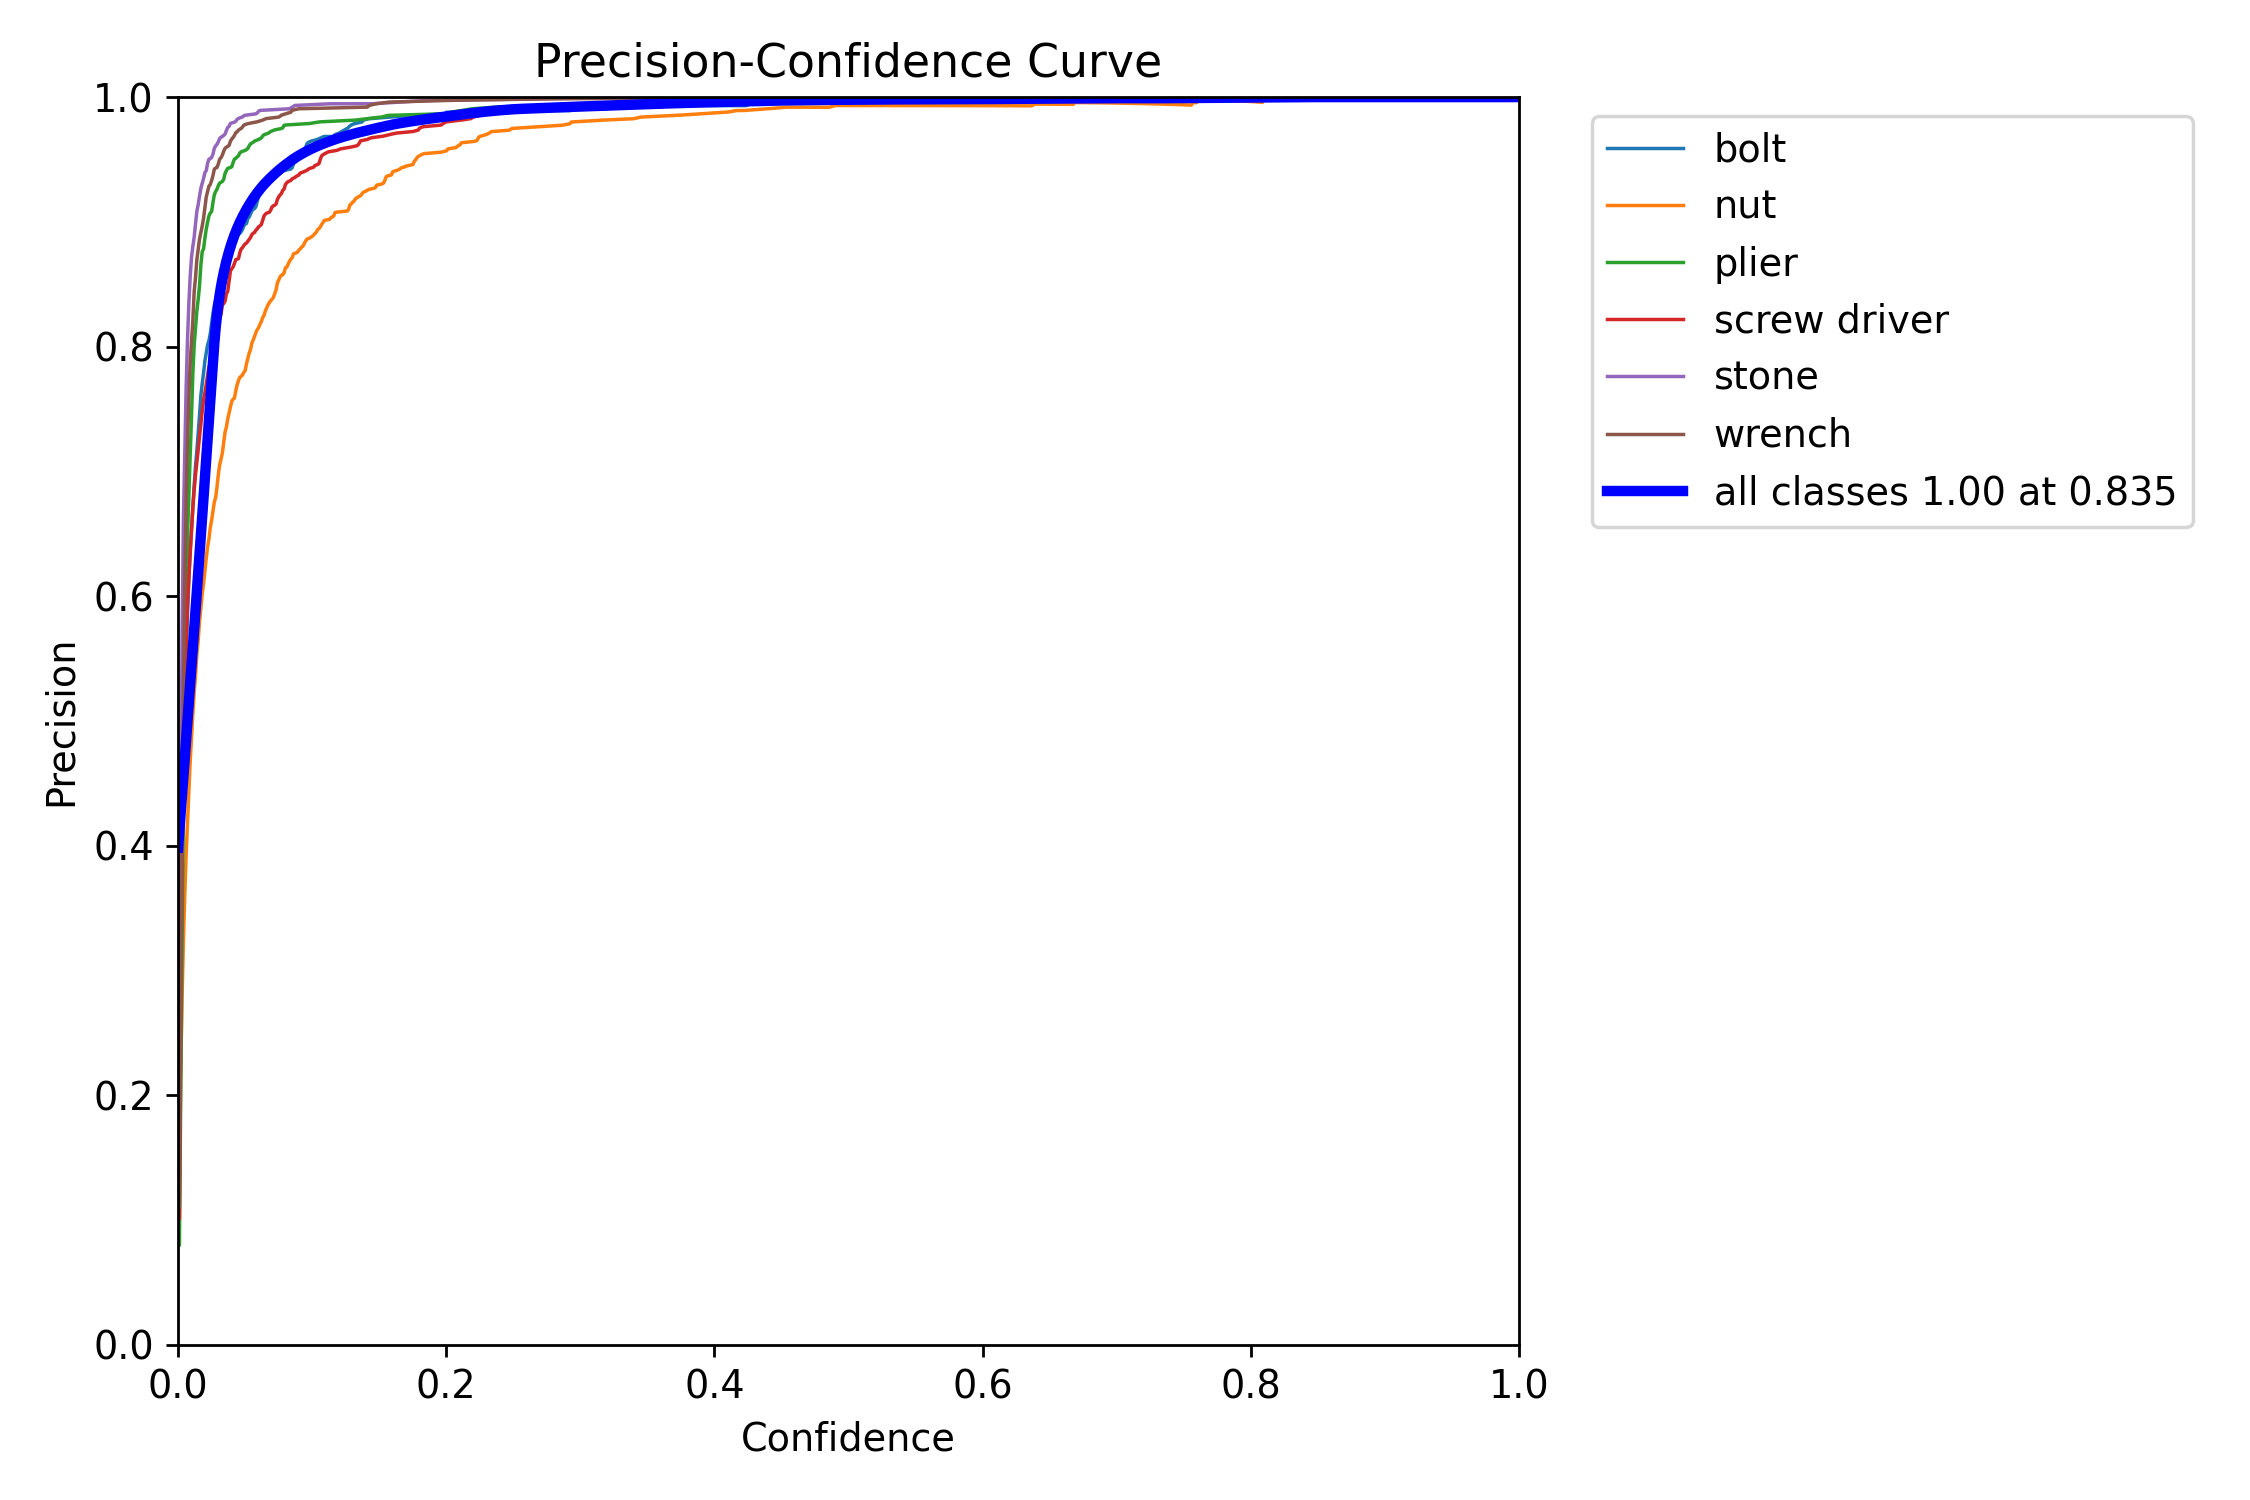 Precision-Confidence Curve
1.0
0.8
0.6
0.4
0.2
0.0
Precision
0.0 0.2 0.4 0.6 0.8 1.0
Confidence
bolt
nut
plier
screw driver
stone
wrench
all classes 1.00 at 0.835